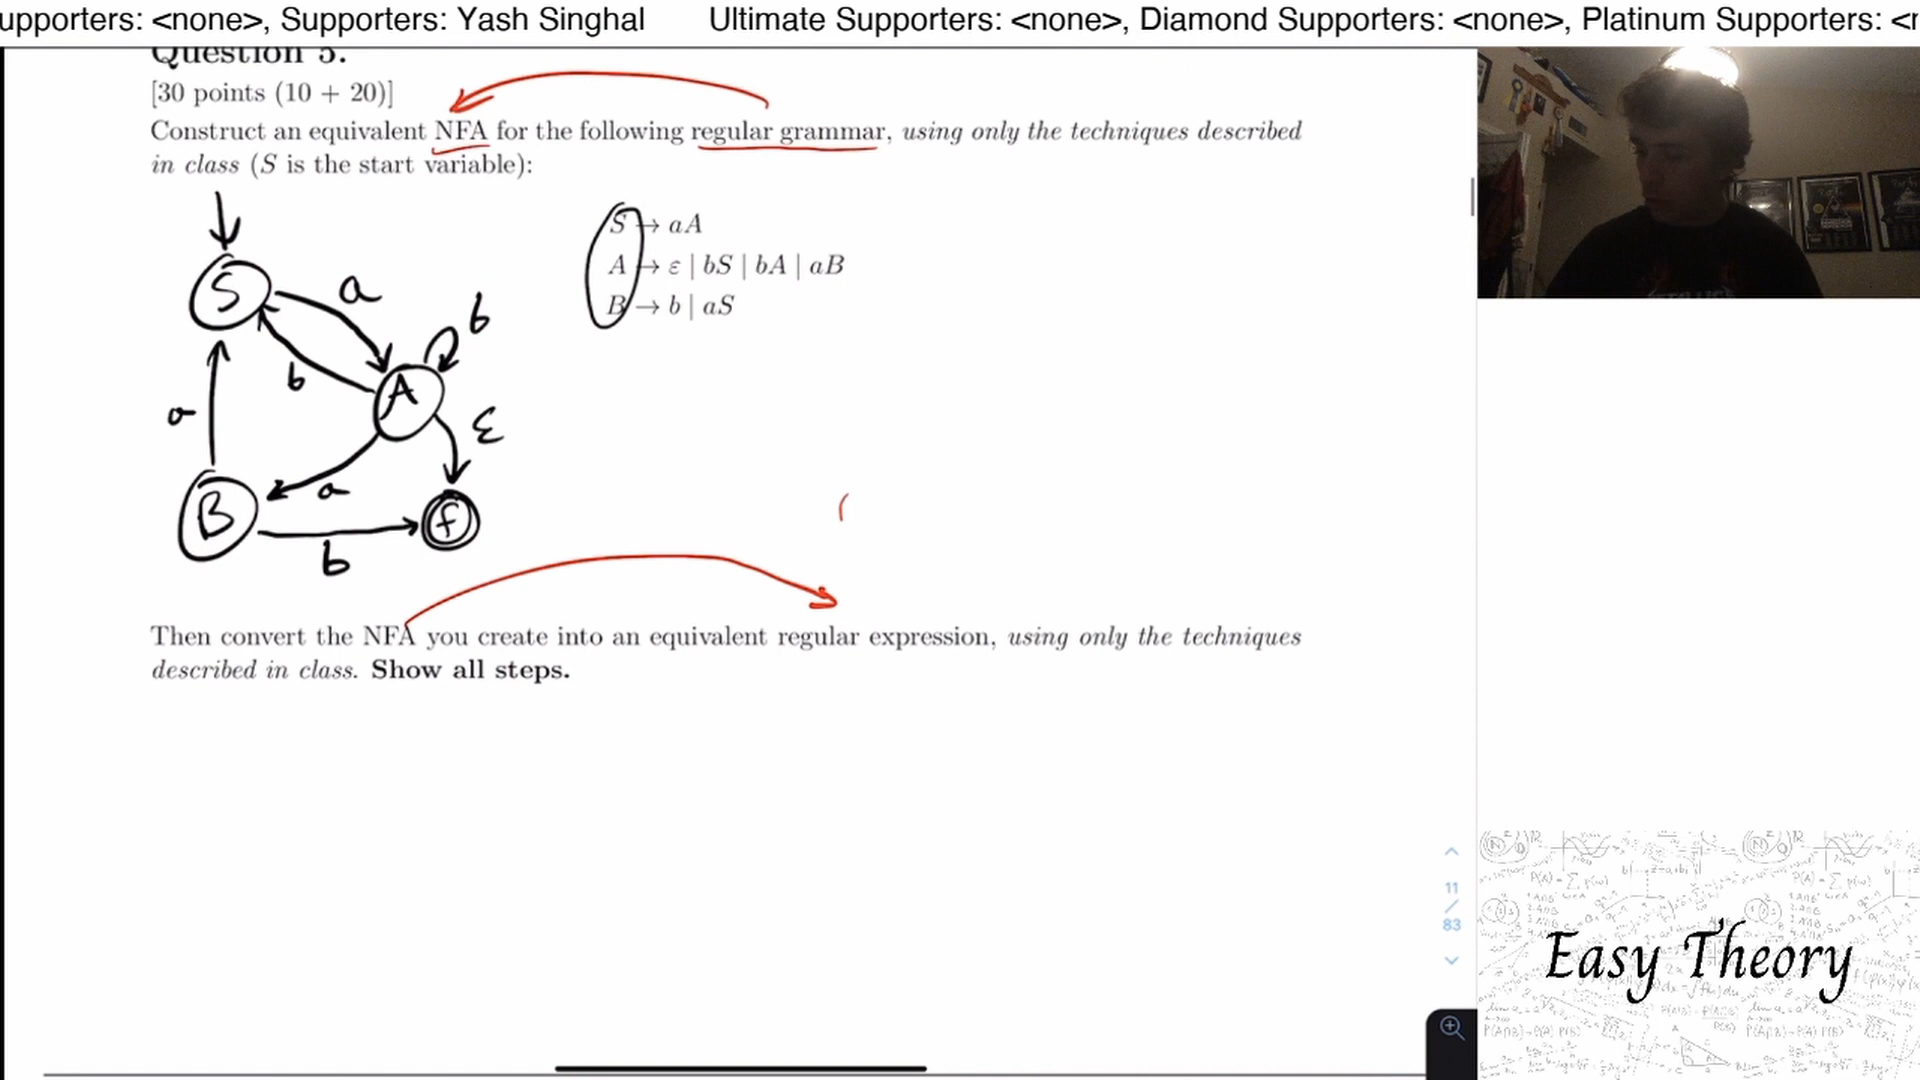 upporters: <none>, Supporters: Yash Singhal Ultimate Supporters: <none>, Diamond Supporters: <none>, Platinum Supporters: <n
Question 5.
[30 points (10 + 20)]
Construct an equivalent NFA for the following regular grammar, using only the techniques described
in class (S is the start variable):
S → aA
A → ε | bS | bA | aB
B → b | aS
S
a
b
b
A
a
ε
a
B
f
b
Then convert the NFA you create into an equivalent regular expression, using only the techniques
described in class. Show all steps.
11
/
83
Easy Theory